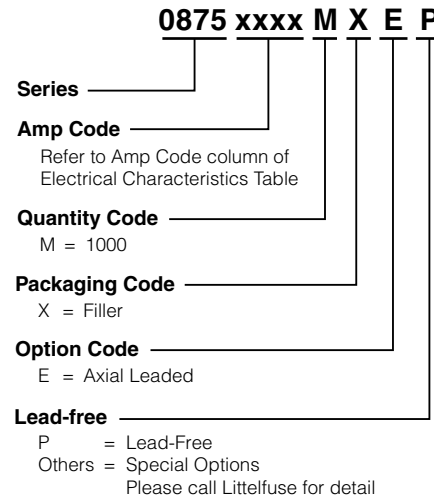 0875 xxxx M X E P
Series
Amp Code
Refer to Amp Code column of
Electrical Characteristics Table
Quantity Code
M = 1000
Packaging Code
X = Filler
Option Code
E = Axial Leaded
Lead-free
P = Lead-Free
Others = Special Options
Please call Littelfuse for detail